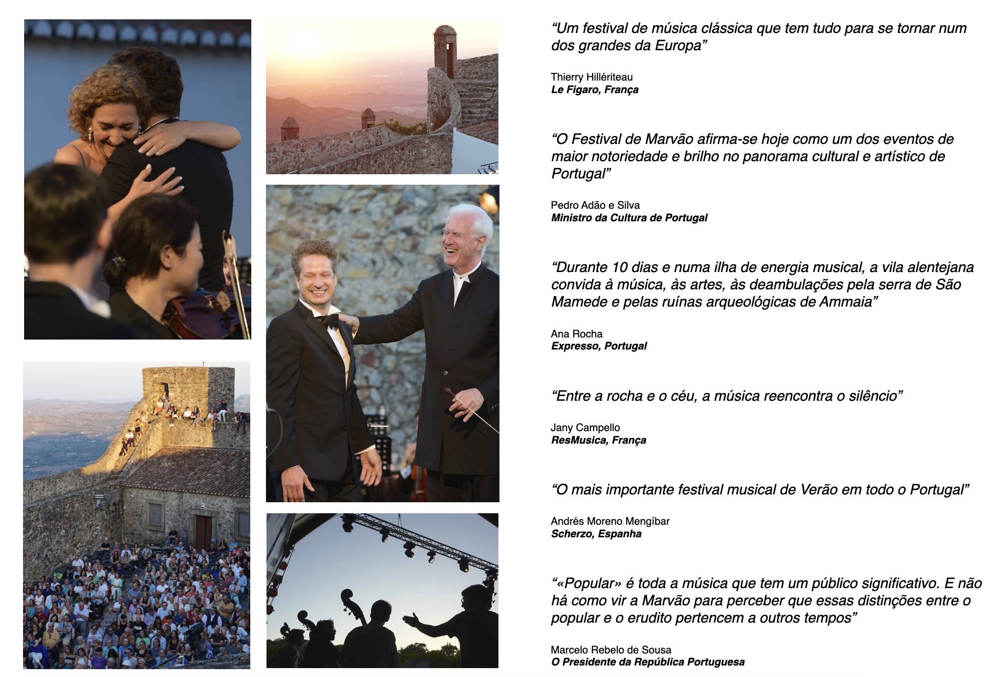 “Um festival de música clássica que tem tudo para se tornar num
dos grandes da Europa”
Thierry Hillériteau
Le Figaro, França
“O Festival de Marvão afirma-se hoje como um dos eventos de
maior notoriedade e brilho no panorama cultural e artístico de
Portugal”
Pedro Adão e Silva
Ministro da Cultura de Portugal
“Durante 10 dias e numa ilha de energia musical, a vila alentejana
convida à música, às artes, às deambulações pela serra de São
Mamede e pelas ruínas arqueológicas de Ammaia”
Ana Rocha
Expresso, Portugal
“Entre a rocha e o céu, a música reencontra o silêncio”
Jany Campello
ResMusica, França
“O mais importante festival musical de Verão em todo o Portugal”
Andrés Moreno Mengíbar
Scherzo, Espanha
“«Popular» é toda a música que tem um público significativo. E não
há como vir a Marvão para perceber que essas distinções entre o
popular e o erudito pertencem a outros tempos”
Marcelo Rebelo de Sousa
O Presidente da República Portuguesa